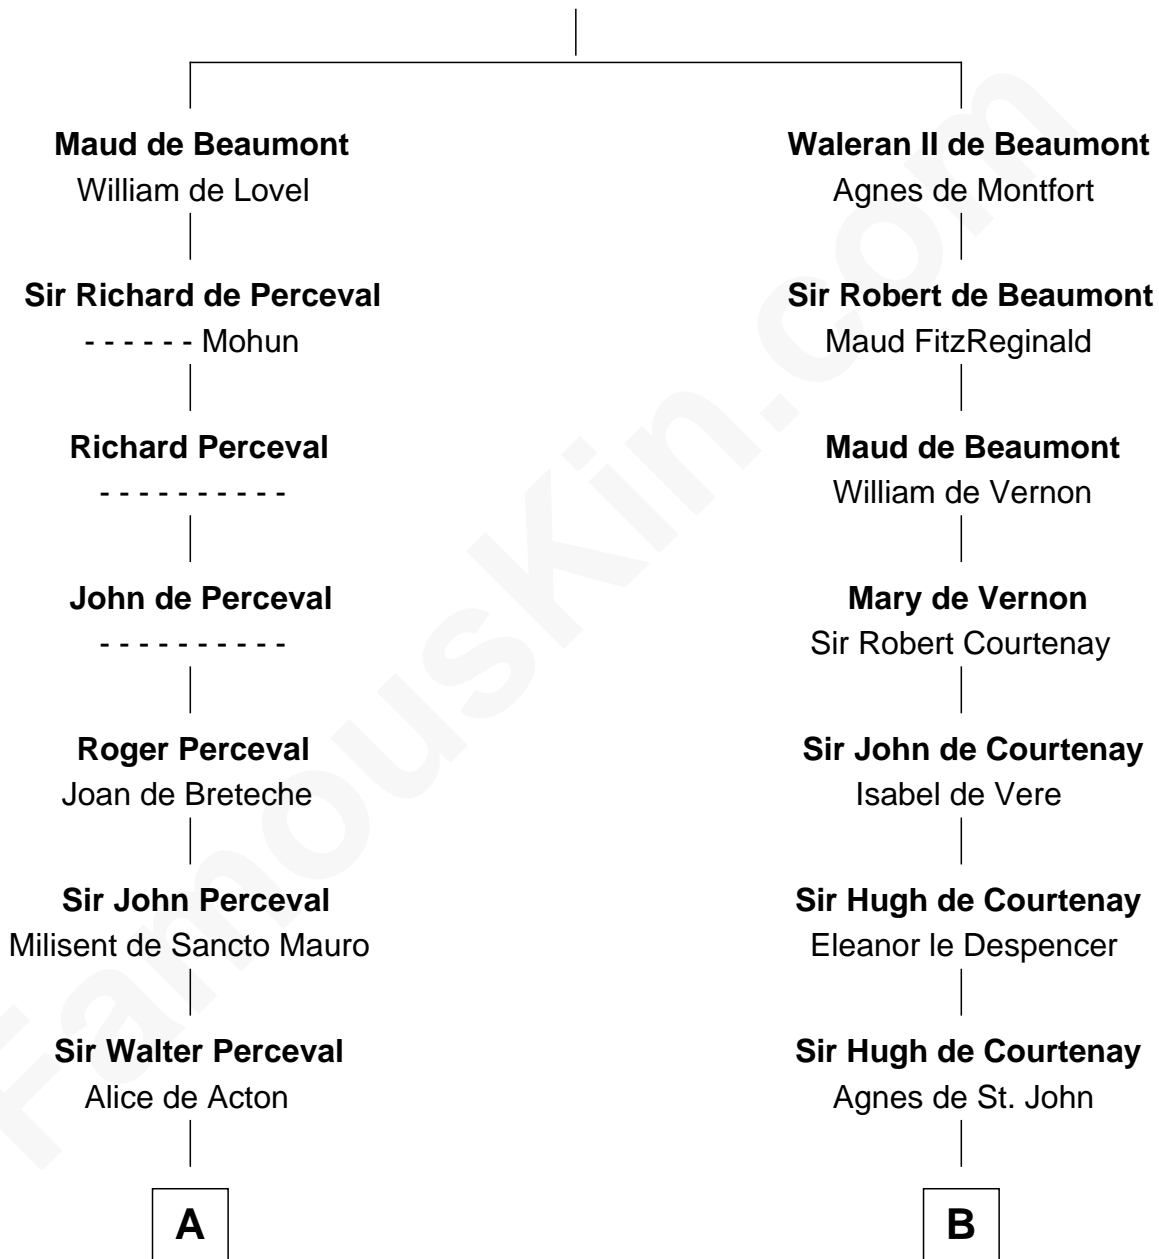 Maud de Beaumont
William de Lovel
Sir Richard de Perceval
- - - - - - Mohun
Richard Perceval
- - - - - - - - - -
John de Perceval
- - - - - - - - - -
Roger Perceval
Joan de Breteche
Sir John Perceval
Milisent de Sancto Mauro
Sir Walter Perceval
Alice de Acton
A
Waleran II de Beaumont
Agnes de Montfort
Sir Robert de Beaumont
Maud FitzReginald
Maud de Beaumont
William de Vernon
Mary de Vernon
Sir Robert Courtenay
Sir John de Courtenay
Isabel de Vere
Sir Hugh de Courtenay
Eleanor le Despencer
Sir Hugh de Courtenay
Agnes de St. John
B
FamousKin.com